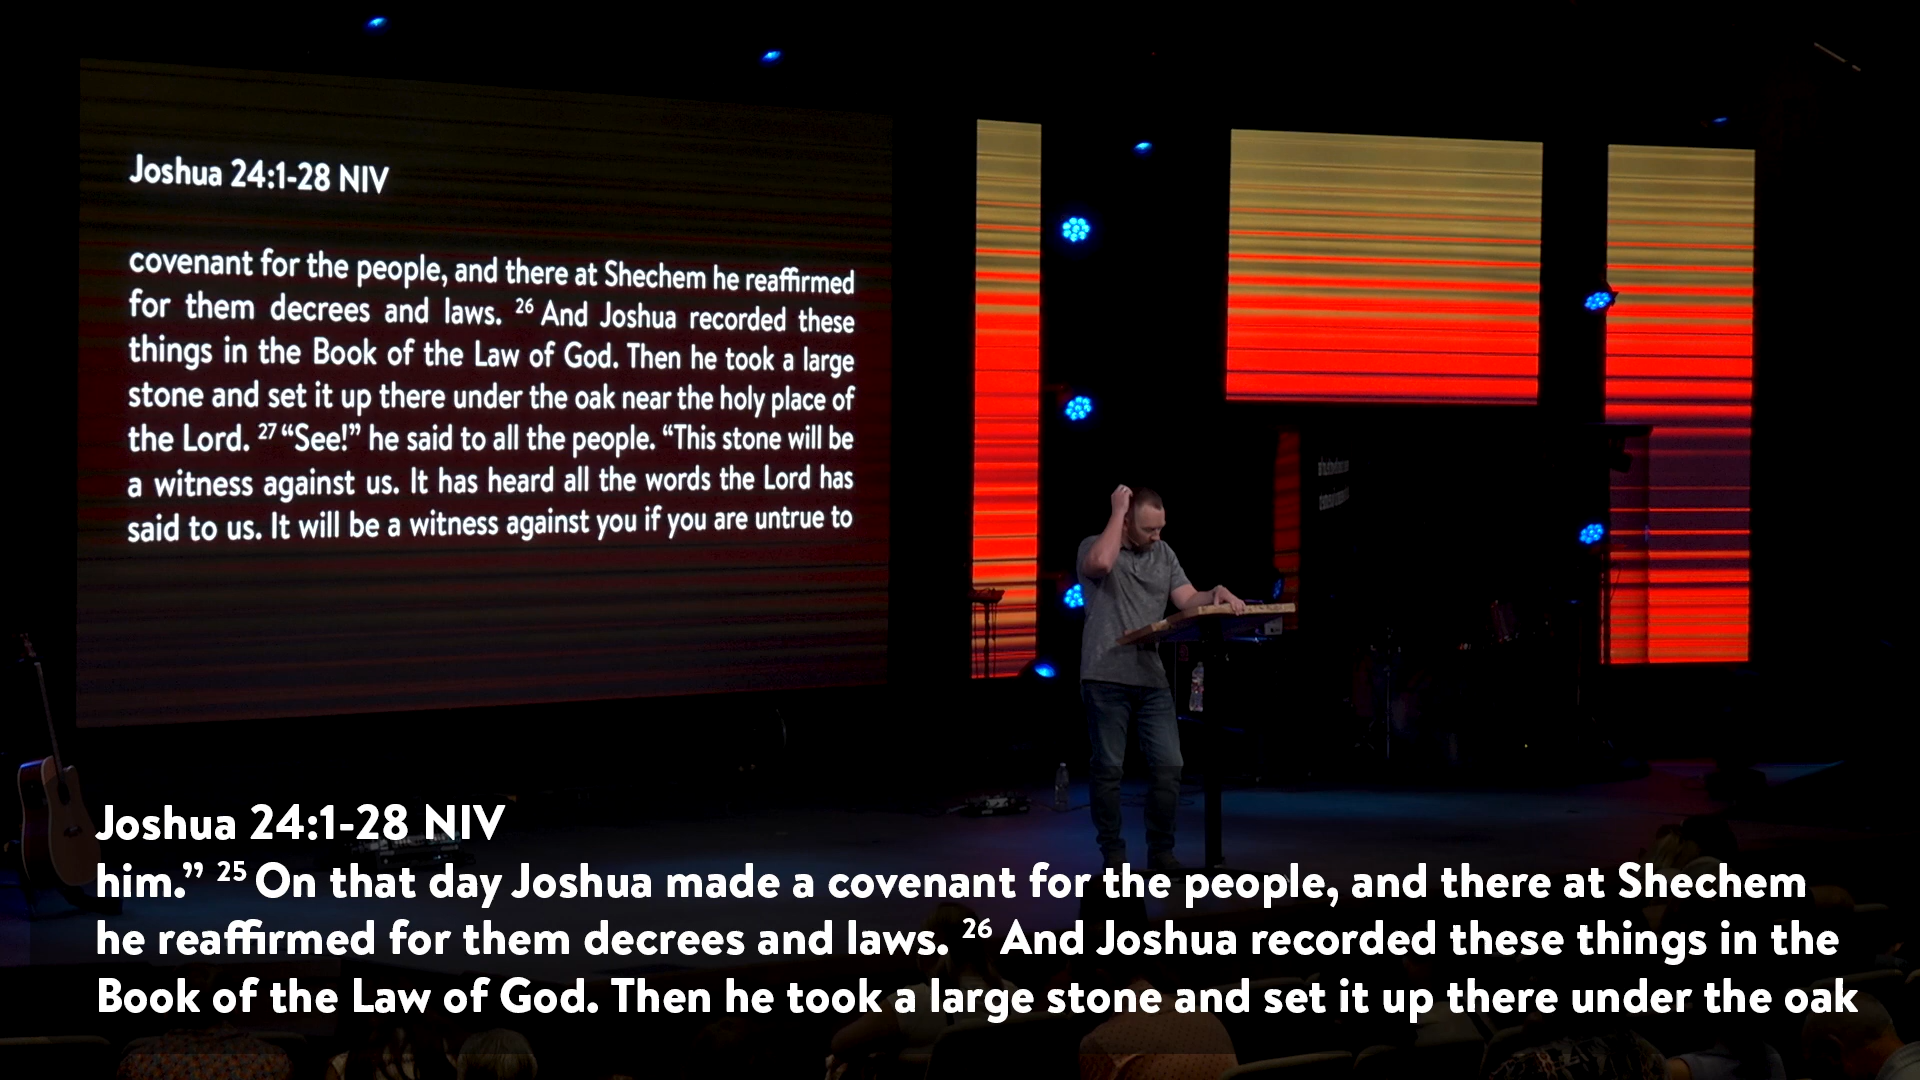 Joshua 24:1-28 NIV
covenant for the people, and there at Shechem he reaffirmed
for them decrees and laws. 26 And Joshua recorded these
things in the Book of the Law of God. Then he took a large
stone and set it up there under the oak near the holy place of
the Lord. 27 “See!” he said to all the people. “This stone will be
a witness against us. It has heard all the words the Lord has
said to us. It will be a witness against you if you are untrue to
Joshua 24:1-28 NIV
him.” 25 On that day Joshua made a covenant for the people, and there at Shechem
he reaffirmed for them decrees and laws. 26 And Joshua recorded these things in the
Book of the Law of God. Then he took a large stone and set it up there under the oak